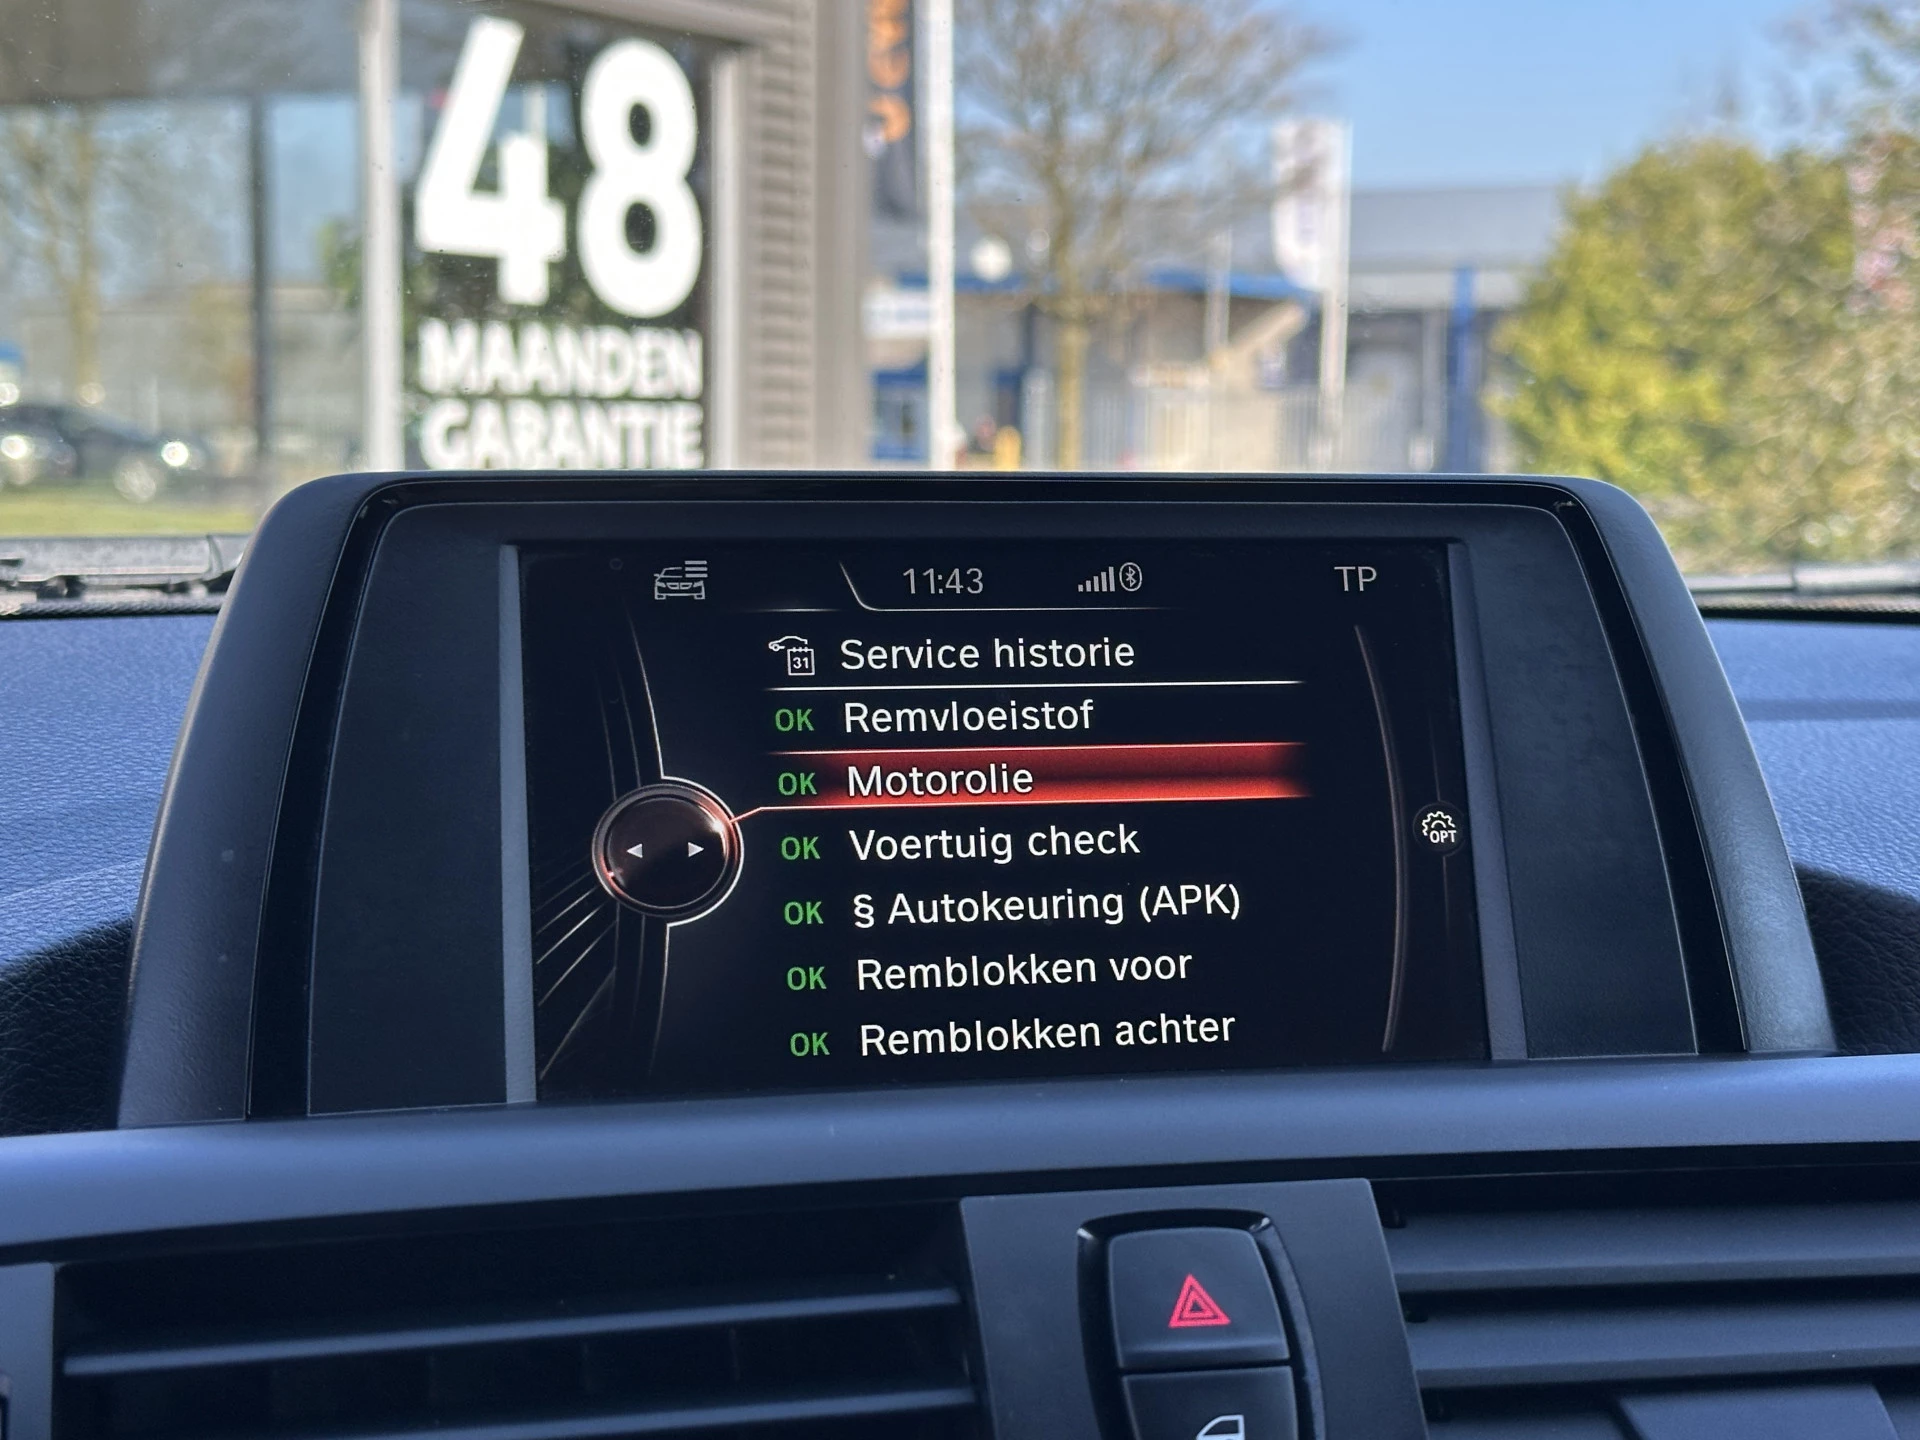 48
MAANDEN
GARANTIE
11:43
TP
31
Service historie
OK Remvloeistof
OK Motorolie
OK Voertuig check
OK § Autokeuring (APK)
OK Remblokken voor
OK Remblokken achter
OPT